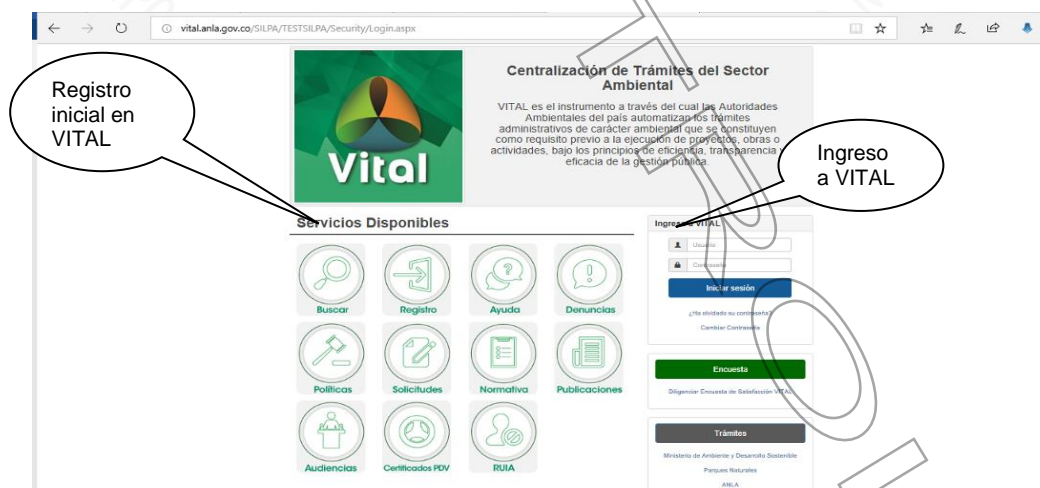 vital.anla.gov.co/SILPA/TESTSILPA/Security/Login.aspx
Registro
inicial en
VITAL
Vital
Centralización de Trámites del Sector
Ambiental
VITAL es el instrumento a través del cual las Autoridades
Ambientales del país automatizan los trámites
administrativos de carácter ambiental que se constituyen
como requisito previo a la ejecución de proyectos, obras o
actividades, bajo los principios de eficiencia, transparencia y
eficacia de la gestión pública.
Ingreso
a VITAL
Servicios Disponibles
Buscar
Registro
Ayuda
Denuncias
Políticas
Solicitudes
Normativa
Publicaciones
Audiencias
Certificados PDV
RUIA
Ingreso a VITAL
Usuario
Contraseña
Iniciar sesión
¿Ha olvidado su contraseña?
Cambiar Contraseña
Encuesta
Diligenciar Encuesta de Satisfacción VITAL
Trámites
Ministerio de Ambiente y Desarrollo Sostenible
Parques Naturales
ANLA